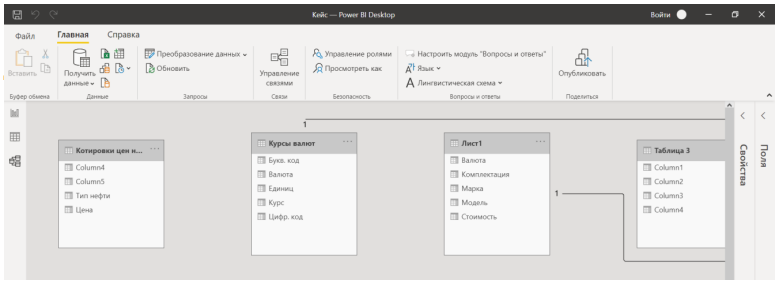 Кейс — Power BI Desktop
Войти
Файл Главная Справка
Вставить
Получить данные
Преобразование данных
Обновить
Управление связями
Управление ролями
Просмотреть как
Настроить модуль "Вопросы и ответы"
Язык
Лингвистическая схема
Опубликовать
Буфер обмена Данные Запросы Связи Безопасность Вопросы и ответы Поделиться
1
Котировки цен и...
Column4
Column5
Тип нефти
Цена
Курсы валют
Букв. код
Валюта
Единиц
Курс
Цифр. код
Лист1
Валюта
Комплектация
Марка
Модель
Стоимость
1
Таблица 3
Column1
Column2
Column3
Column4
Свойства
Поля